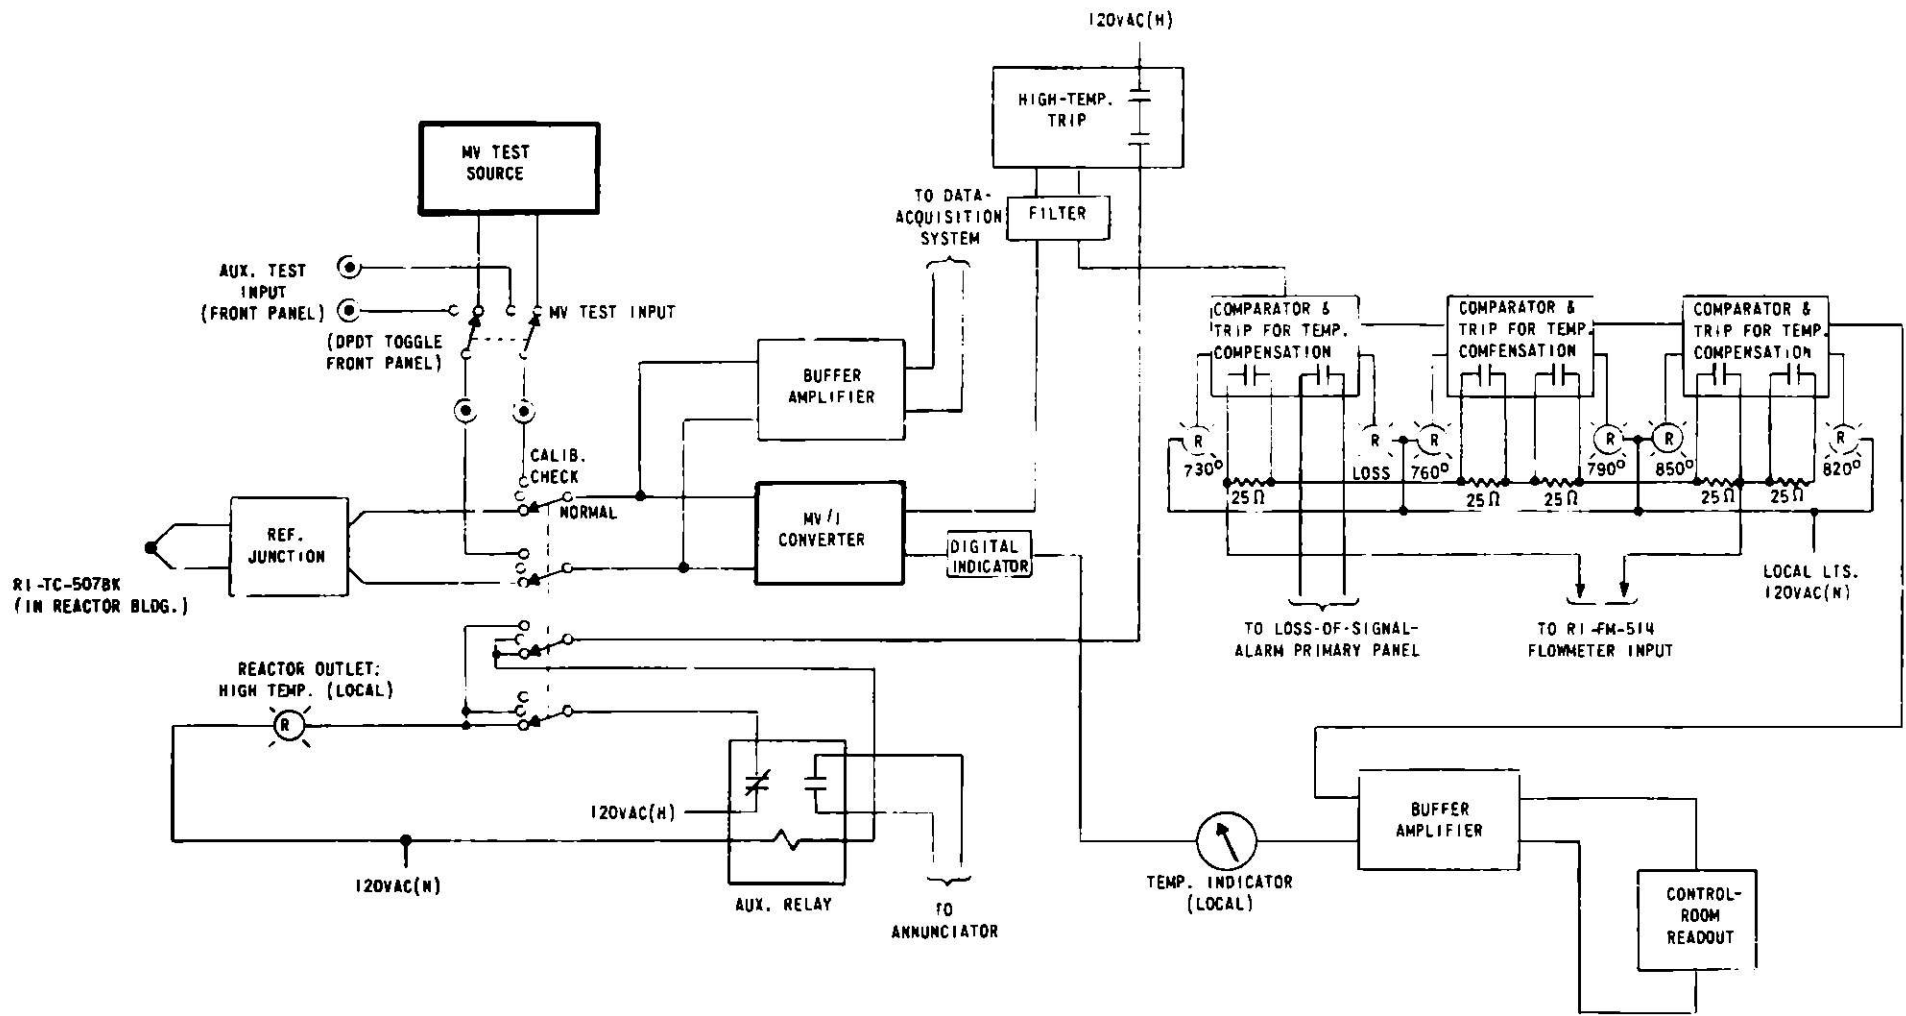 120VAC(H)
HIGH-TEMP.
TRIP
MV TEST
SOURCE
TO DATA-
ACQUISITION
SYSTEM
FILTER
AUX. TEST
INPUT
(FRONT PANEL)
MV TEST INPUT
(DPDT TOGGLE
FRONT PANEL)
COMPARATOR &
TRIP FOR TEMP.
COMPENSATION
COMPARATOR &
TRIP FOR TEMP.
COMPENSATION
COMPARATOR &
TRIP FOR TEMP.
COMPENSATION
BUFFER
AMPLIFIER
R
730°
R
LOSS
R
760°
R
790°
R
850°
R
820°
25Ω
25Ω
25Ω
25Ω
25Ω
CALIB.
CHECK
NORMAL
REF.
JUNCTION
MV/I
CONVERTER
DIGITAL
INDICATOR
RI-TC-507BK
(IN REACTOR BLDG.)
LOCAL LTS.
120VAC(N)
TO LOSS-OF-SIGNAL-
ALARM PRIMARY PANEL
TO RI-FM-514
FLOWMETER INPUT
REACTOR OUTLET:
HIGH TEMP. (LOCAL)
R
120VAC(H)
120VAC(N)
AUX. RELAY
TO
ANNUNCIATOR
TEMP. INDICATOR
(LOCAL)
BUFFER
AMPLIFIER
CONTROL-
ROOM
READOUT